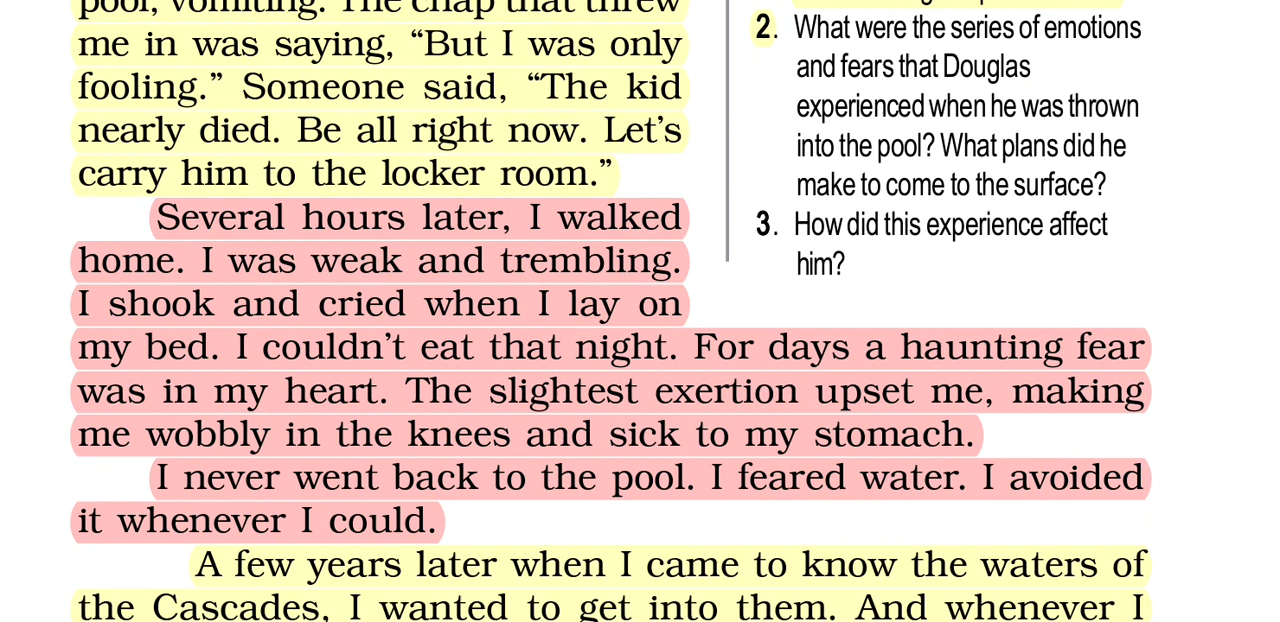 pool, vomiting. The chap that threw
me in was saying, “But I was only
fooling.” Someone said, “The kid
nearly died. Be all right now. Let’s
carry him to the locker room.”
Several hours later, I walked
home. I was weak and trembling.
I shook and cried when I lay on
2. What were the series of emotions
and fears that Douglas
experienced when he was thrown
into the pool? What plans did he
make to come to the surface?
3. How did this experience affect
him?
my bed. I couldn’t eat that night. For days a haunting fear
was in my heart. The slightest exertion upset me, making
me wobbly in the knees and sick to my stomach.
I never went back to the pool. I feared water. I avoided
it whenever I could.
A few years later when I came to know the waters of
the Cascades, I wanted to get into them. And whenever I